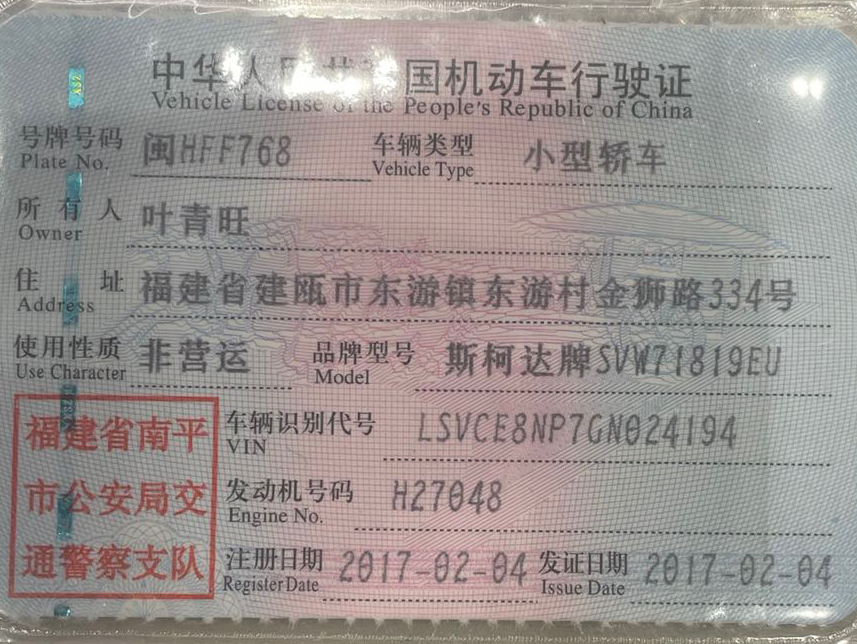 中华人民共和国机动车行驶证
Vehicle License of the People's Republic of China
号牌号码 闽HFF768 车辆类型 小型轿车
Plate No. Vehicle Type
所有人 叶青旺
Owner
住址 福建省建瓯市东游镇东游村金狮路334号
Address
使用性质 非营运 品牌型号 斯柯达牌SVW71819EU
Use Character Model
福建省南平
市公安局交
通警察支队
车辆识别代号 LSVCE8NP7GN024194
VIN
发动机号码 H27048
Engine No.
注册日期 2017-02-04 发证日期 2017-02-04
Register Date Issue Date